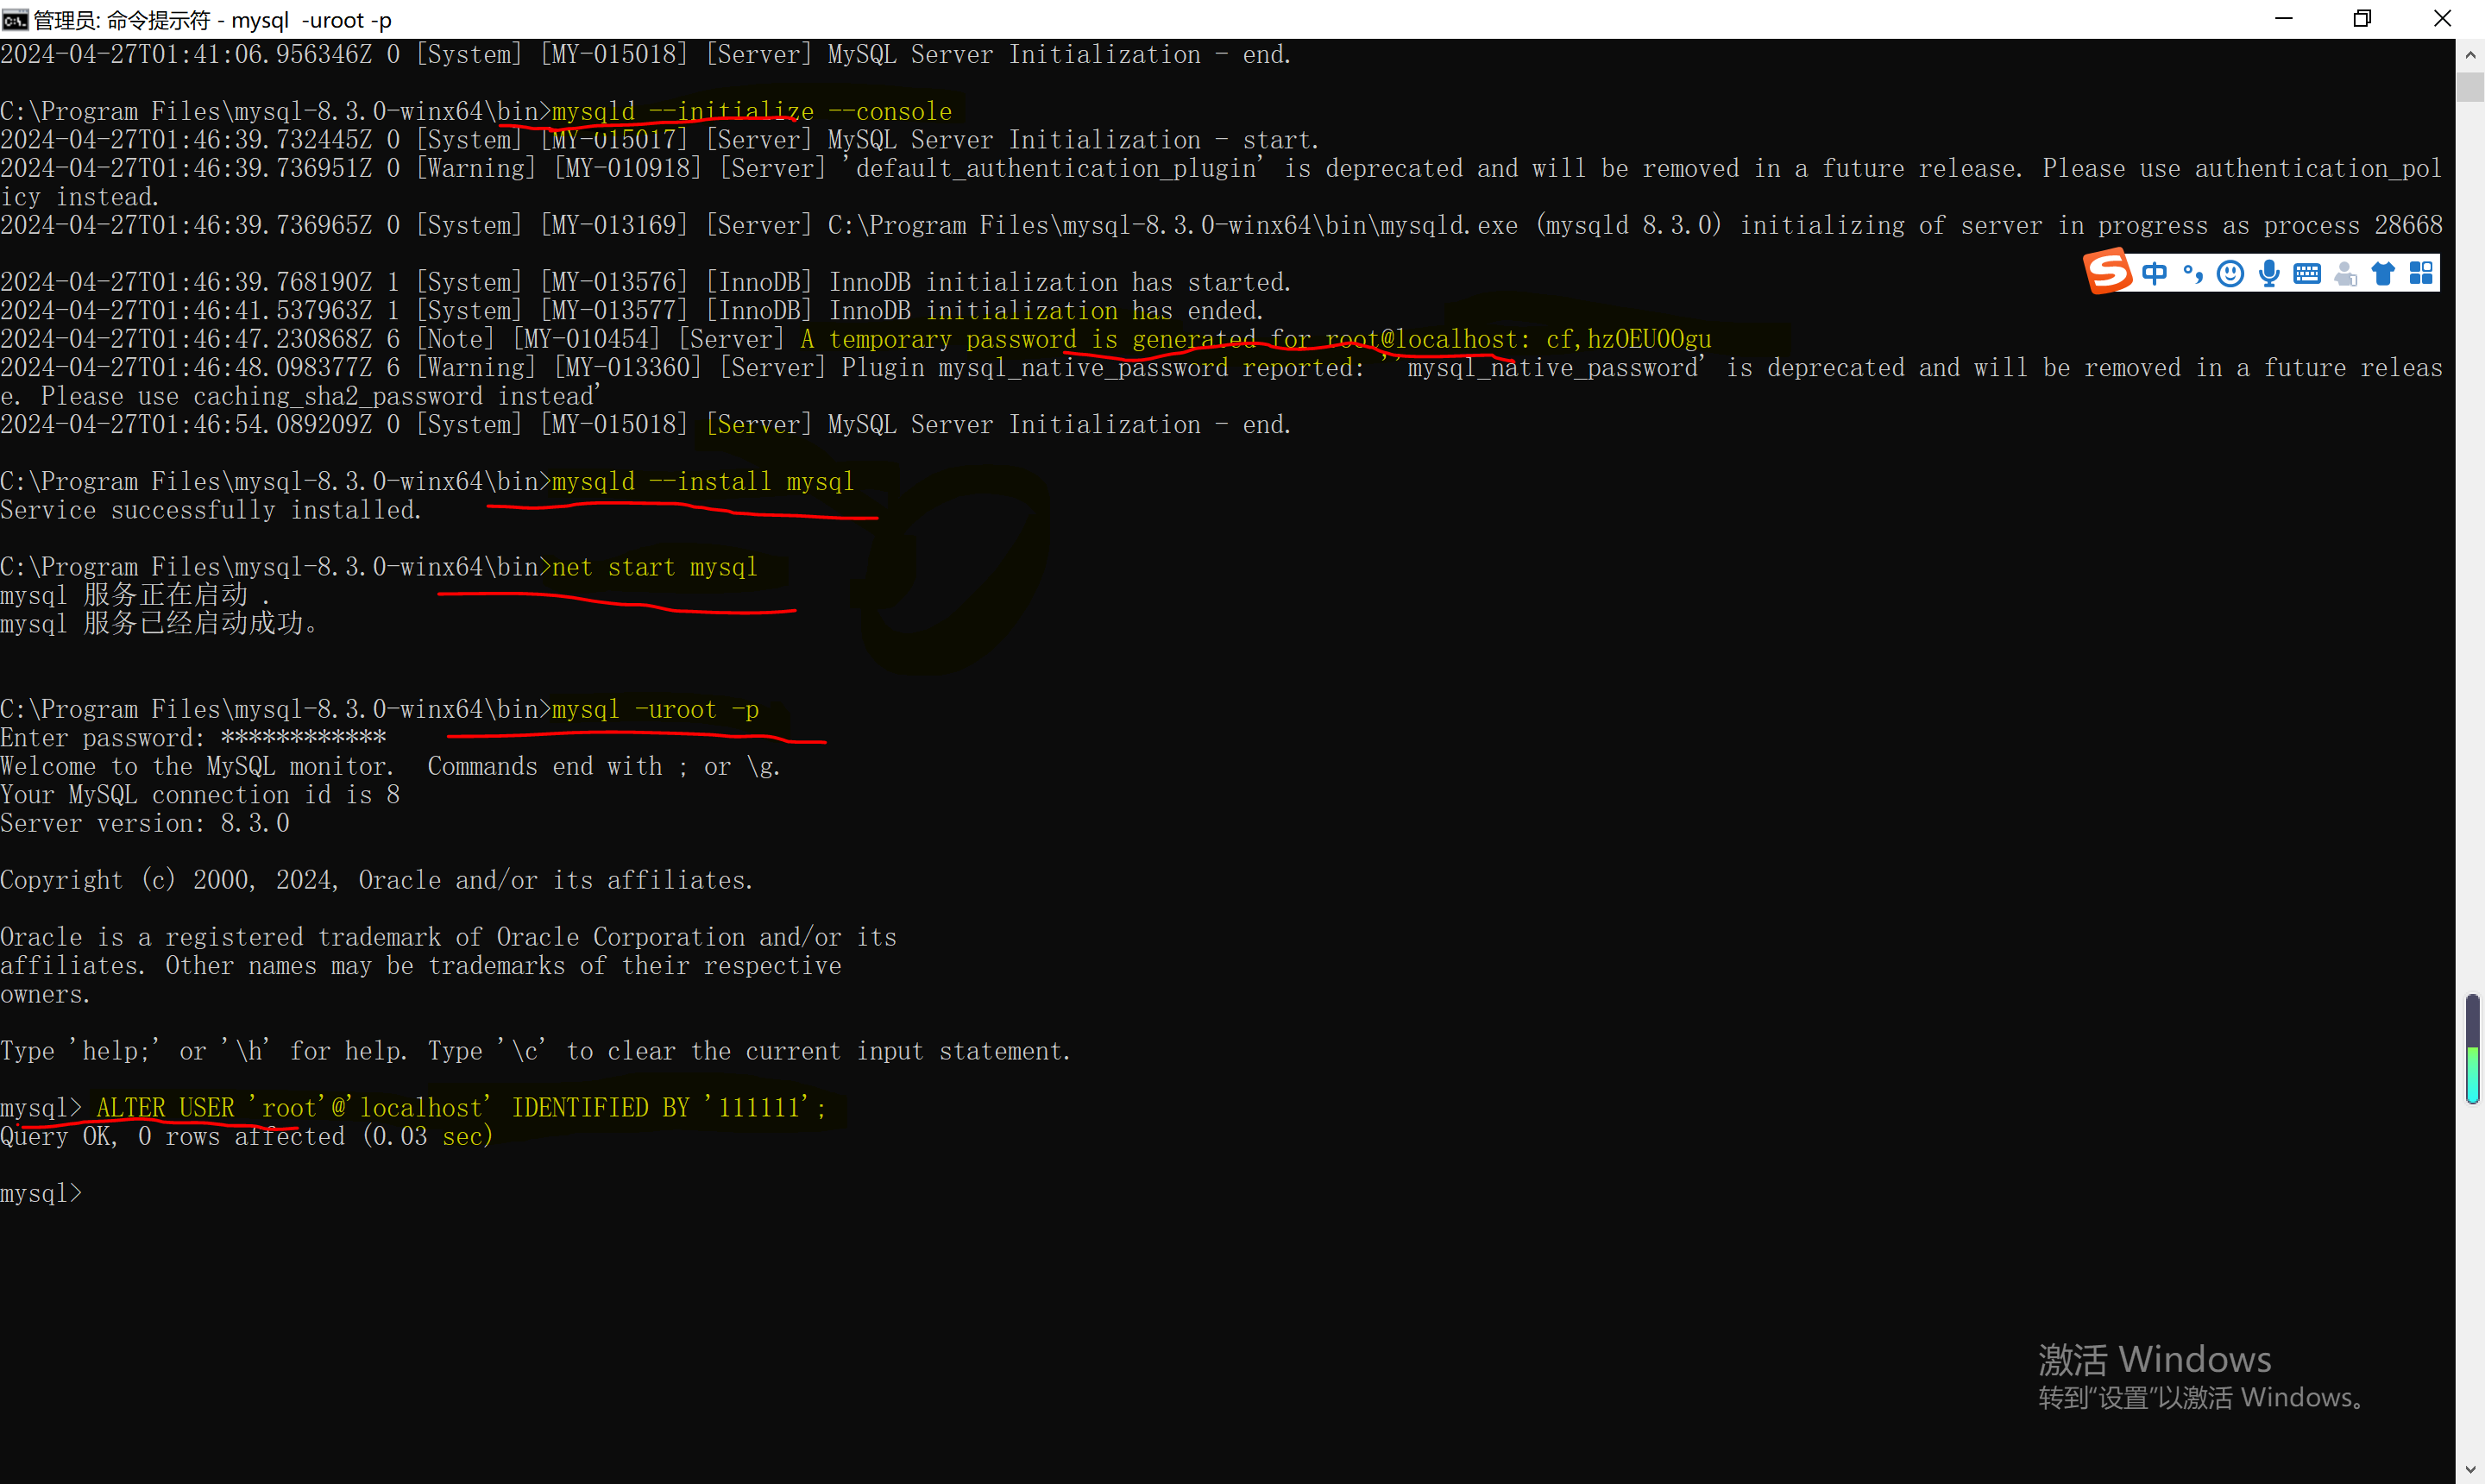 管理员: 命令提示符 - mysql  -uroot -p
2024-04-27T01:41:06.956346Z 0 [System] [MY-015018] [Server] MySQL Server Initialization - end.
C:\Program Files\mysql-8.3.0-winx64\bin>mysqld --initialize --console
2024-04-27T01:46:39.732445Z 0 [System] [MY-015017] [Server] MySQL Server Initialization - start.
2024-04-27T01:46:39.736951Z 0 [Warning] [MY-010918] [Server] 'default_authentication_plugin' is deprecated and will be removed in a future release. Please use authentication_pol
icy instead.
2024-04-27T01:46:39.736965Z 0 [System] [MY-013169] [Server] C:\Program Files\mysql-8.3.0-winx64\bin\mysqld.exe (mysqld 8.3.0) initializing of server in progress as process 28668
中
2024-04-27T01:46:39.768190Z 1 [System] [MY-013576] [InnoDB] InnoDB initialization has started.
2024-04-27T01:46:41.537963Z 1 [System] [MY-013577] [InnoDB] InnoDB initialization has ended.
2024-04-27T01:46:47.230868Z 6 [Note] [MY-010454] [Server] A temporary password is generated for root@localhost: cf,hzOEU0Ogu
2024-04-27T01:46:48.098377Z 6 [Warning] [MY-013360] [Server] Plugin mysql_native_password reported: ''mysql_native_password' is deprecated and will be removed in a future releas
e. Please use caching_sha2_password instead'
2024-04-27T01:46:54.089209Z 0 [System] [MY-015018] [Server] MySQL Server Initialization - end.
C:\Program Files\mysql-8.3.0-winx64\bin>mysqld --install mysql
Service successfully installed.
C:\Program Files\mysql-8.3.0-winx64\bin>net start mysql
mysql 服务正在启动 .
mysql 服务已经启动成功。
C:\Program Files\mysql-8.3.0-winx64\bin>mysql -uroot -p
Enter password: ************
Welcome to the MySQL monitor.  Commands end with ; or \g.
Your MySQL connection id is 8
Server version: 8.3.0
Copyright (c) 2000, 2024, Oracle and/or its affiliates.
Oracle is a registered trademark of Oracle Corporation and/or its
affiliates. Other names may be trademarks of their respective
owners.
Type 'help;' or '\h' for help. Type '\c' to clear the current input statement.
mysql> ALTER USER 'root'@'localhost' IDENTIFIED BY '111111';
Query OK, 0 rows affected (0.03 sec)
mysql>
激活 Windows
转到“设置”以激活 Windows。